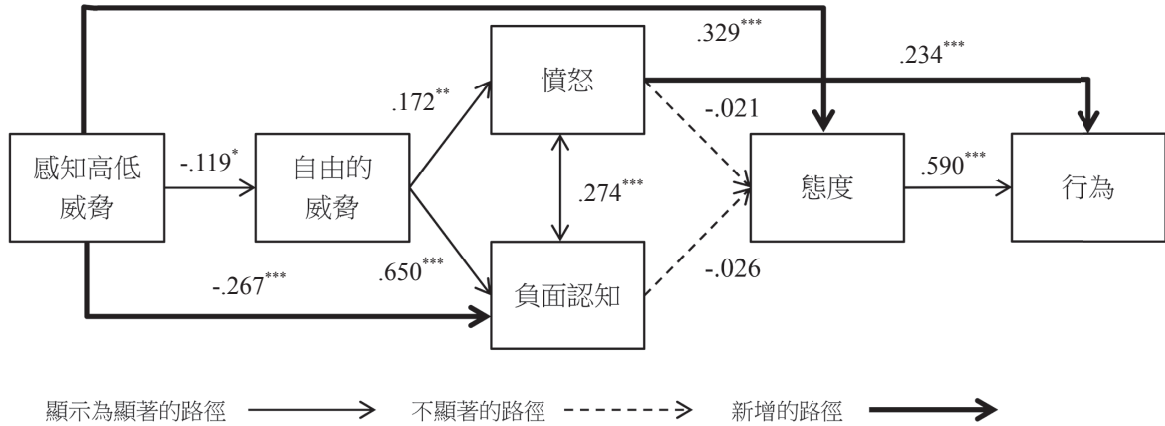 .329***
.234***
憤怒
.172**
-.021
感知高低
威脅
-.119*
自由的
威脅
.274***
態度
.590***
行為
-.267***
.650***
負面認知
-.026
顯示為顯著的路徑
不顯著的路徑
新增的路徑